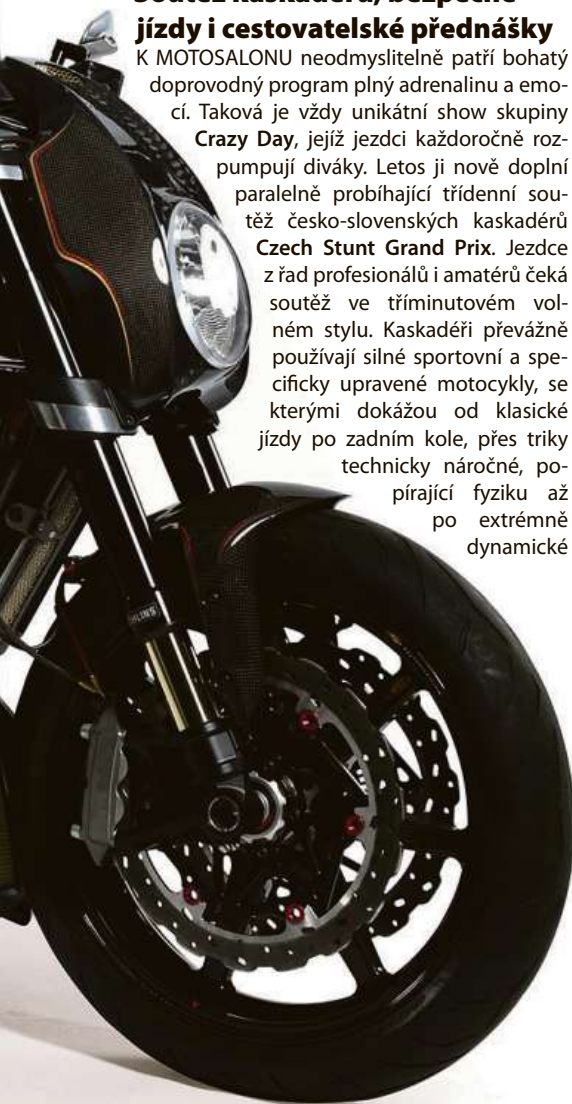 Soutěž kaskadérů, bezpečné
jízdy i cestovatelské přednášky
K MOTOSALONU neodmyslitelně patří bohatý
doprovodný program plný adrenalinu a emo-
cí. Taková je vždy unikátní show skupiny
Crazy Day, jejíž jezdci každoročně roz-
pumpují diváky. Letos ji nově doplní
paralelně probíhající třídenní sou-
těž česko-slovenských kaskadérů
Czech Stunt Grand Prix. Jezdce
z řad profesionálů i amatérů čeká
soutěž ve tříminutovém vol-
ném stylu. Kaskadéři převážně
používají silné sportovní a spe-
cificky upravené motocykly, se
kterými dokážou od klasické
jízdy po zadním kole, přes triky
technicky náročné, po-
pírající fyziku až
po extrémně
dynamické
HLINS